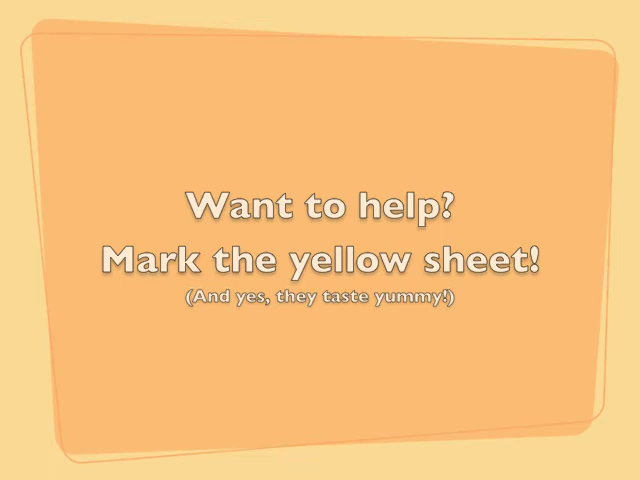 Want to help?
Mark the yellow sheet!
(And yes, they taste yummy!)